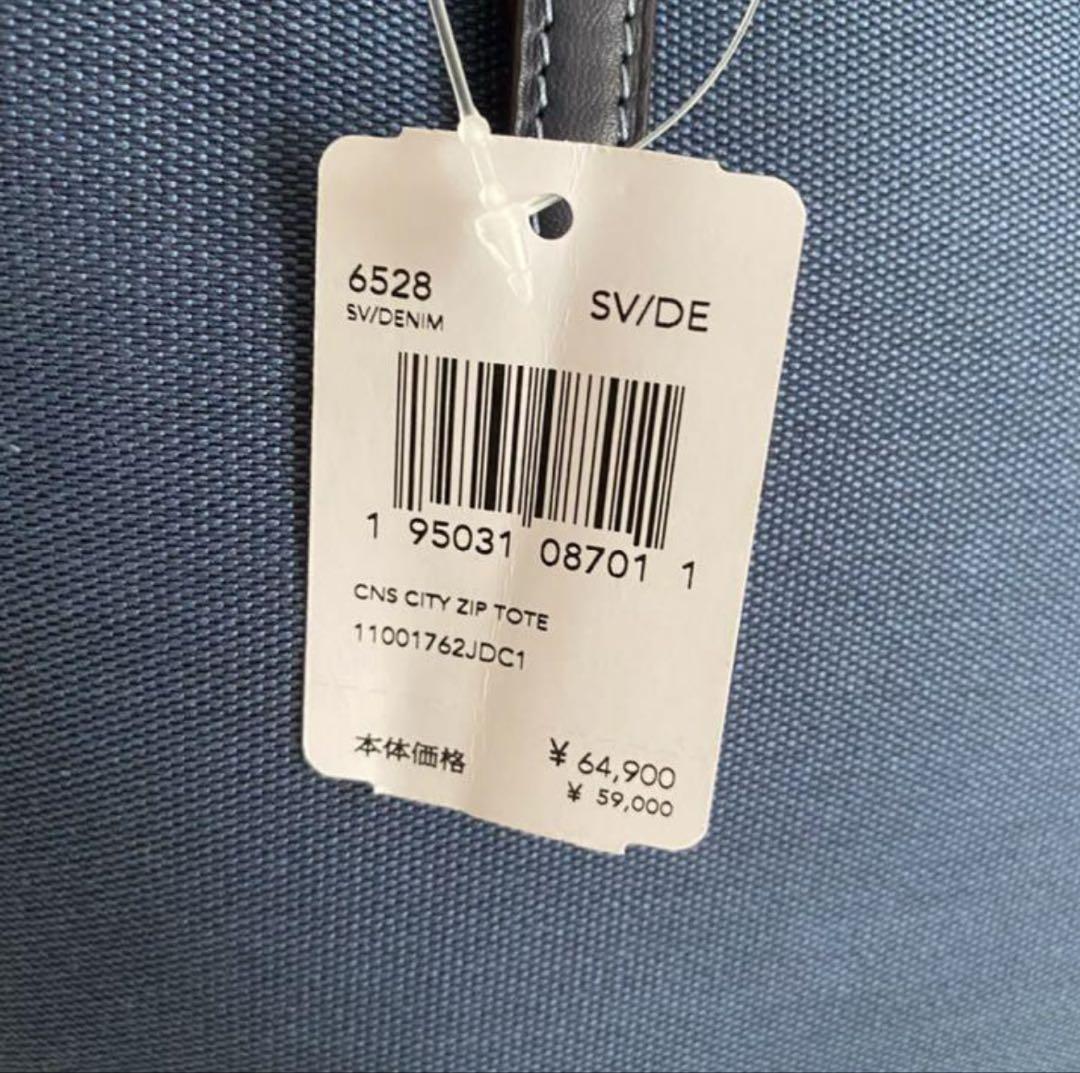 6528
SV/DENIM
SV/DE
1 95031 08701 1
CNS CITY ZIP TOTE
11001762JDC1
本体価格
¥ 64,900
¥ 59,000